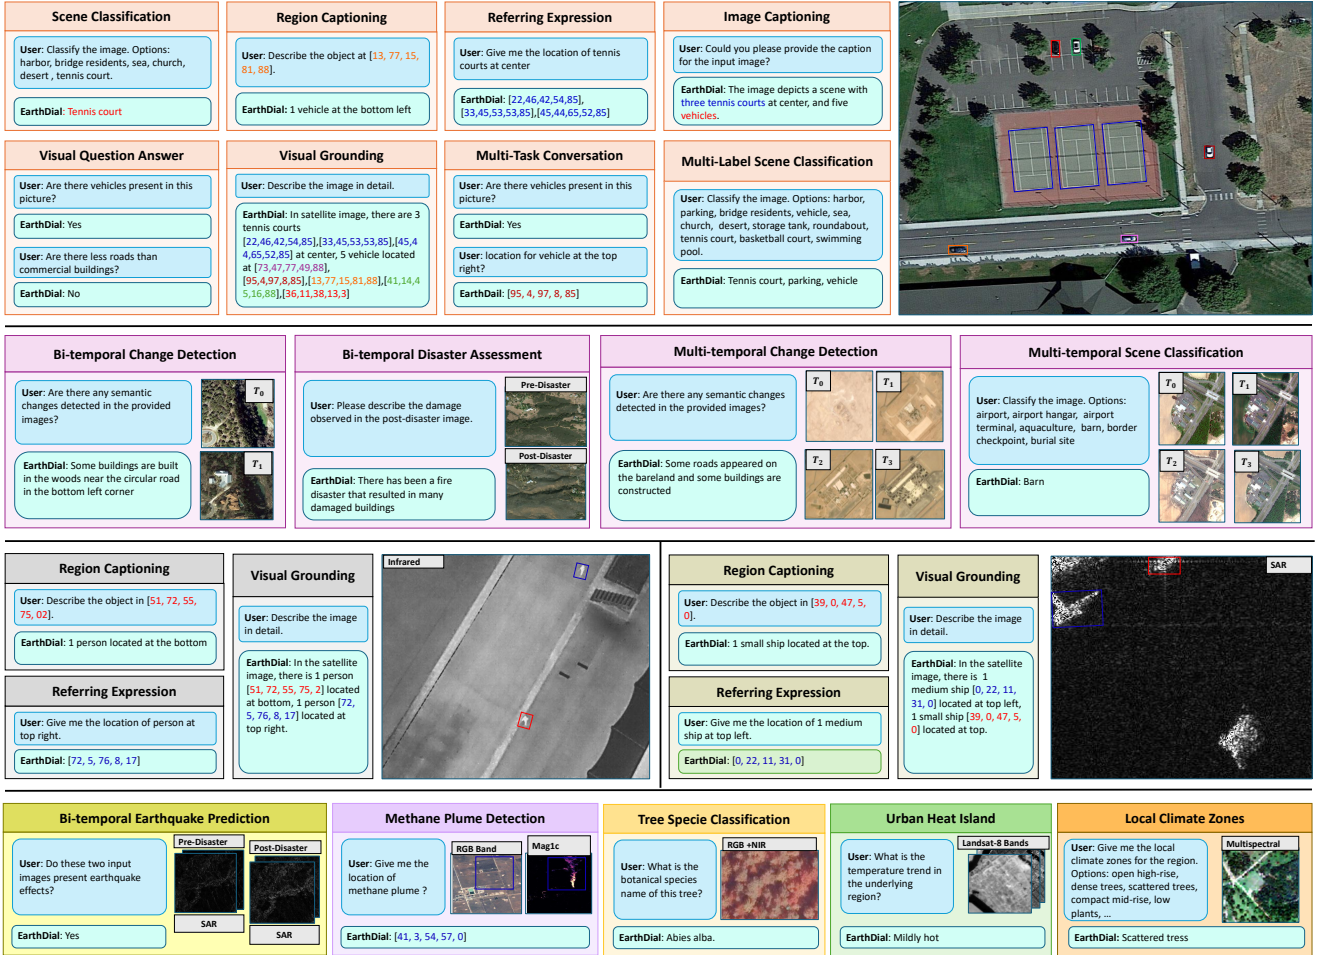 Scene Classification
User: Classify the image. Options:
harbor, bridge residents, sea, church,
desert , tennis court.
EarthDial: Tennis court
Region Captioning
User: Describe the object at [13, 77, 15,
81, 88].
EarthDial: 1 vehicle at the bottom left
Referring Expression
User: Give me the location of tennis
courts at center
EarthDial: [22,46,42,54,85],
[33,45,53,53,85],[45,44,65,52,85]
Image Captioning
User: Could you please provide the caption
for the input image?
EarthDial: The image depicts a scene with
three tennis courts at center, and five
vehicles.
Visual Question Answer
User: Are there vehicles present in this
picture?
EarthDial: Yes
User: Are there less roads than
commercial buildings?
EarthDial: No
Visual Grounding
User: Describe the image in detail.
EarthDial: In satellite image, there are 3
tennis courts
[22,46,42,54,85],[33,45,53,53,85],[45,4
4,65,52,85] at center, 5 vehicle located
at [73,47,77,49,88],
[95,4,97,8,85],[13,77,15,81,88],[41,14,4
5,16,88],[36,11,38,13,3]
Multi-Task Conversation
User: Are there vehicles present in this
picture?
EarthDial: Yes
User: location for vehicle at the top
right?
EarthDail: [95, 4, 97, 8, 85]
Multi-Label Scene Classification
User: Classify the image. Options: harbor,
parking, bridge residents, vehicle, sea,
church, desert, storage tank, roundabout,
tennis court, basketball court, swimming
pool.
EarthDial: Tennis court, parking, vehicle
Bi-temporal Change Detection
User: Are there any semantic
changes detected in the provided
images?
EarthDial: Some buildings are built
in the woods near the circular road
in the bottom left corner
T0
T1
Bi-temporal Disaster Assessment
User: Please describe the damage
observed in the post-disaster image.
EarthDial: There has been a fire
disaster that resulted in many
damaged buildings
Pre-Disaster
Post-Disaster
Multi-temporal Change Detection
User: Are there any semantic changes
detected in the provided images?
EarthDial: Some roads appeared on
the bareland and some buildings are
constructed
T0
T1
T2
T3
Multi-temporal Scene Classification
User: Classify the image. Options:
airport, airport hangar, airport
terminal, aquaculture, barn, border
checkpoint, burial site
EarthDial: Barn
T0
T1
T2
T3
Region Captioning
User: Describe the object in [51, 72, 55,
75, 02].
EarthDial: 1 person located at the bottom
Referring Expression
User: Give me the location of person at
top right.
EarthDial: [72, 5, 76, 8, 17]
Visual Grounding
User: Describe the image
in detail.
EarthDial: In the satellite
image, there is 1 person
[51, 72, 55, 75, 2] located
at bottom, 1 person [72,
5, 76, 8, 17] located at
top right.
Infrared
Region Captioning
User: Describe the object in [39, 0, 47, 5,
0].
EarthDial: 1 small ship located at the top.
Referring Expression
User: Give me the location of 1 medium
ship at top left.
EarthDial: [0, 22, 11, 31, 0]
Visual Grounding
User: Describe the image
in detail.
EarthDial: In the satellite
image, there is 1
medium ship [0, 22, 11,
31, 0] located at top left,
1 small ship [39, 0, 47, 5,
0] located at top.
SAR
Bi-temporal Earthquake Prediction
User: Do these two input
images present earthquake
effects?
Pre-Disaster
Post-Disaster
SAR
SAR
EarthDial: Yes
Methane Plume Detection
User: Give me the
location of
methane plume ?
RGB Band
Mag1c
EarthDial: [41, 3, 54, 57, 0]
Tree Specie Classification
User: What is the
botanical species
name of this tree?
RGB +NIR
EarthDial: Abies alba.
Urban Heat Island
User: What is the
temperature trend in
the underlying
region?
Landsat-8 Bands
EarthDial: Mildly hot
Local Climate Zones
User: Give me the local
climate zones for the region.
Options: open high-rise,
dense trees, scattered trees,
compact mid-rise, low
plants, ...
Multispectral
EarthDial: Scattered tress